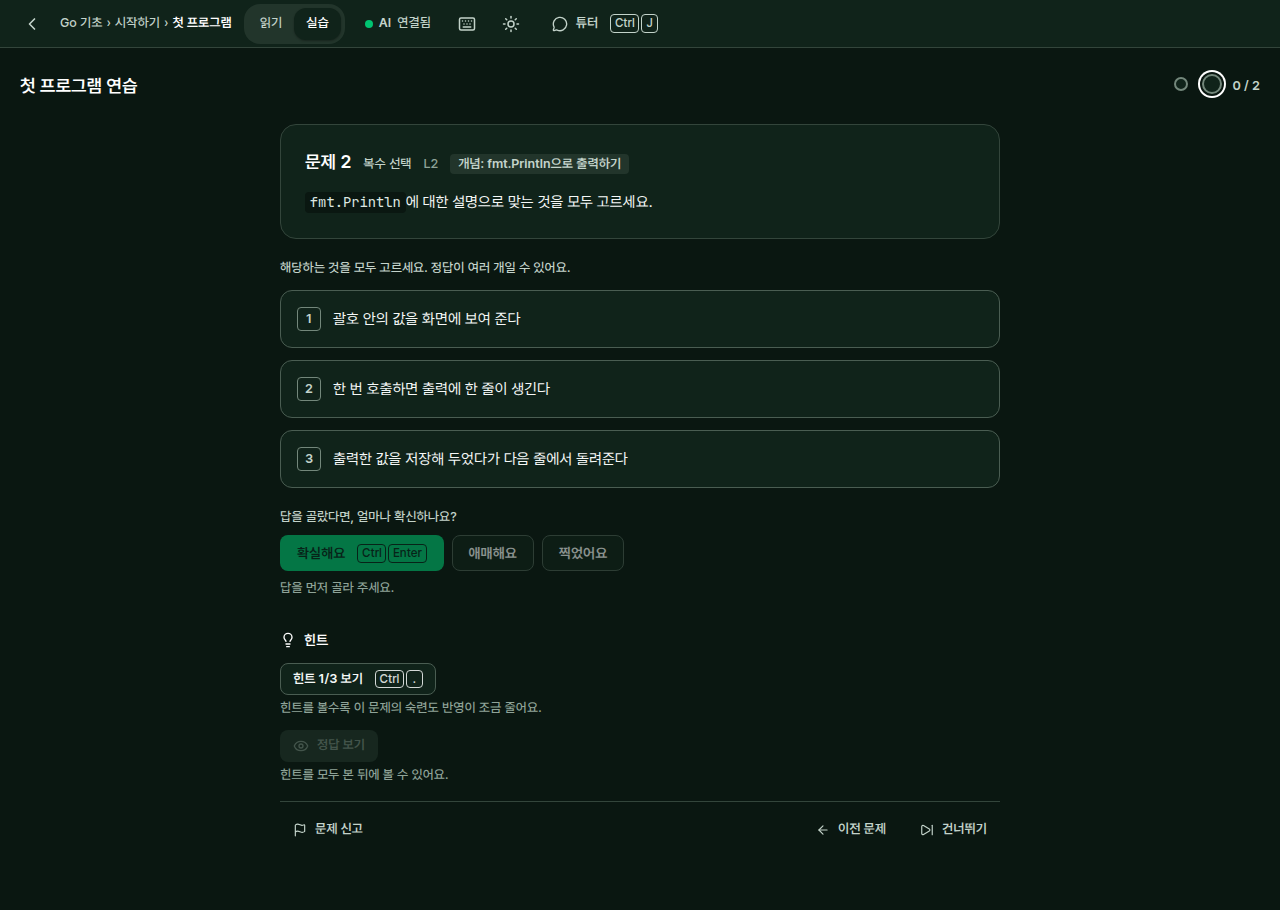 Go 기초 › 시작하기 › 첫 프로그램 읽기 실습 AI 연결됨 튜터 Ctrl J
첫 프로그램 연습 0 / 2
문제 2 복수 선택 L2 개념: fmt.Println으로 출력하기
fmt.Println에 대한 설명으로 맞는 것을 모두 고르세요.
해당하는 것을 모두 고르세요. 정답이 여러 개일 수 있어요.
1 괄호 안의 값을 화면에 보여 준다
2 한 번 호출하면 출력에 한 줄이 생긴다
3 출력한 값을 저장해 두었다가 다음 줄에서 돌려준다
답을 골랐다면, 얼마나 확신하나요?
확실해요 Ctrl Enter 애매해요 찍었어요
답을 먼저 골라 주세요.
힌트
힌트 1/3 보기 Ctrl .
힌트를 볼수록 이 문제의 숙련도 반영이 조금 줄어요.
정답 보기
힌트를 모두 본 뒤에 볼 수 있어요.
문제 신고 이전 문제 건너뛰기